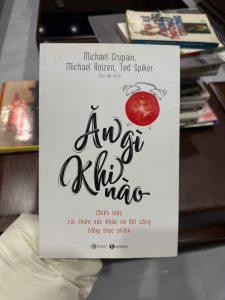 Michael Crupain,
Michael Roizen, Ted Spiker
Ăn gì
Khi
nào
Chiến lược
cải thiện sức khỏe và đời sống
bằng thực phẩm